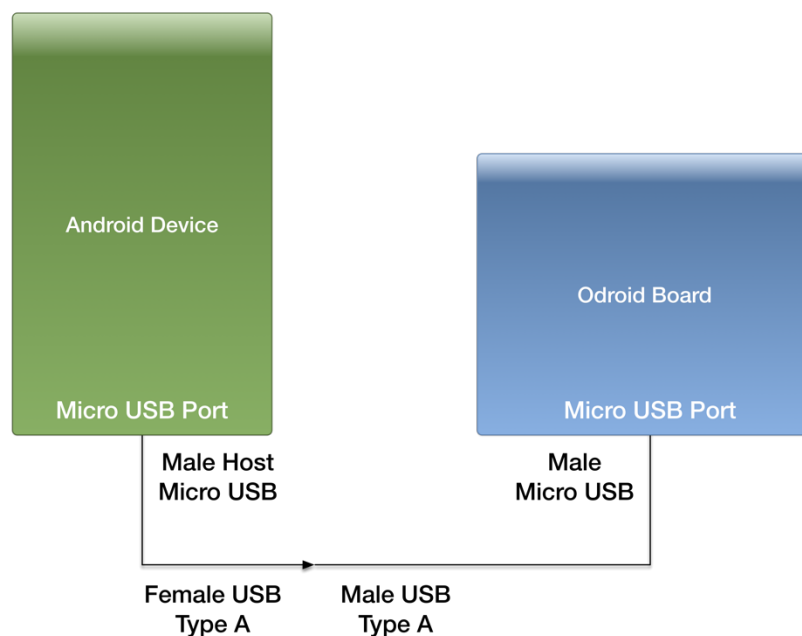 Android Device
Micro USB Port
Odroid Board
Micro USB Port
Male Host
Micro USB
Male
Micro USB
Female USB
Type A
Male USB
Type A